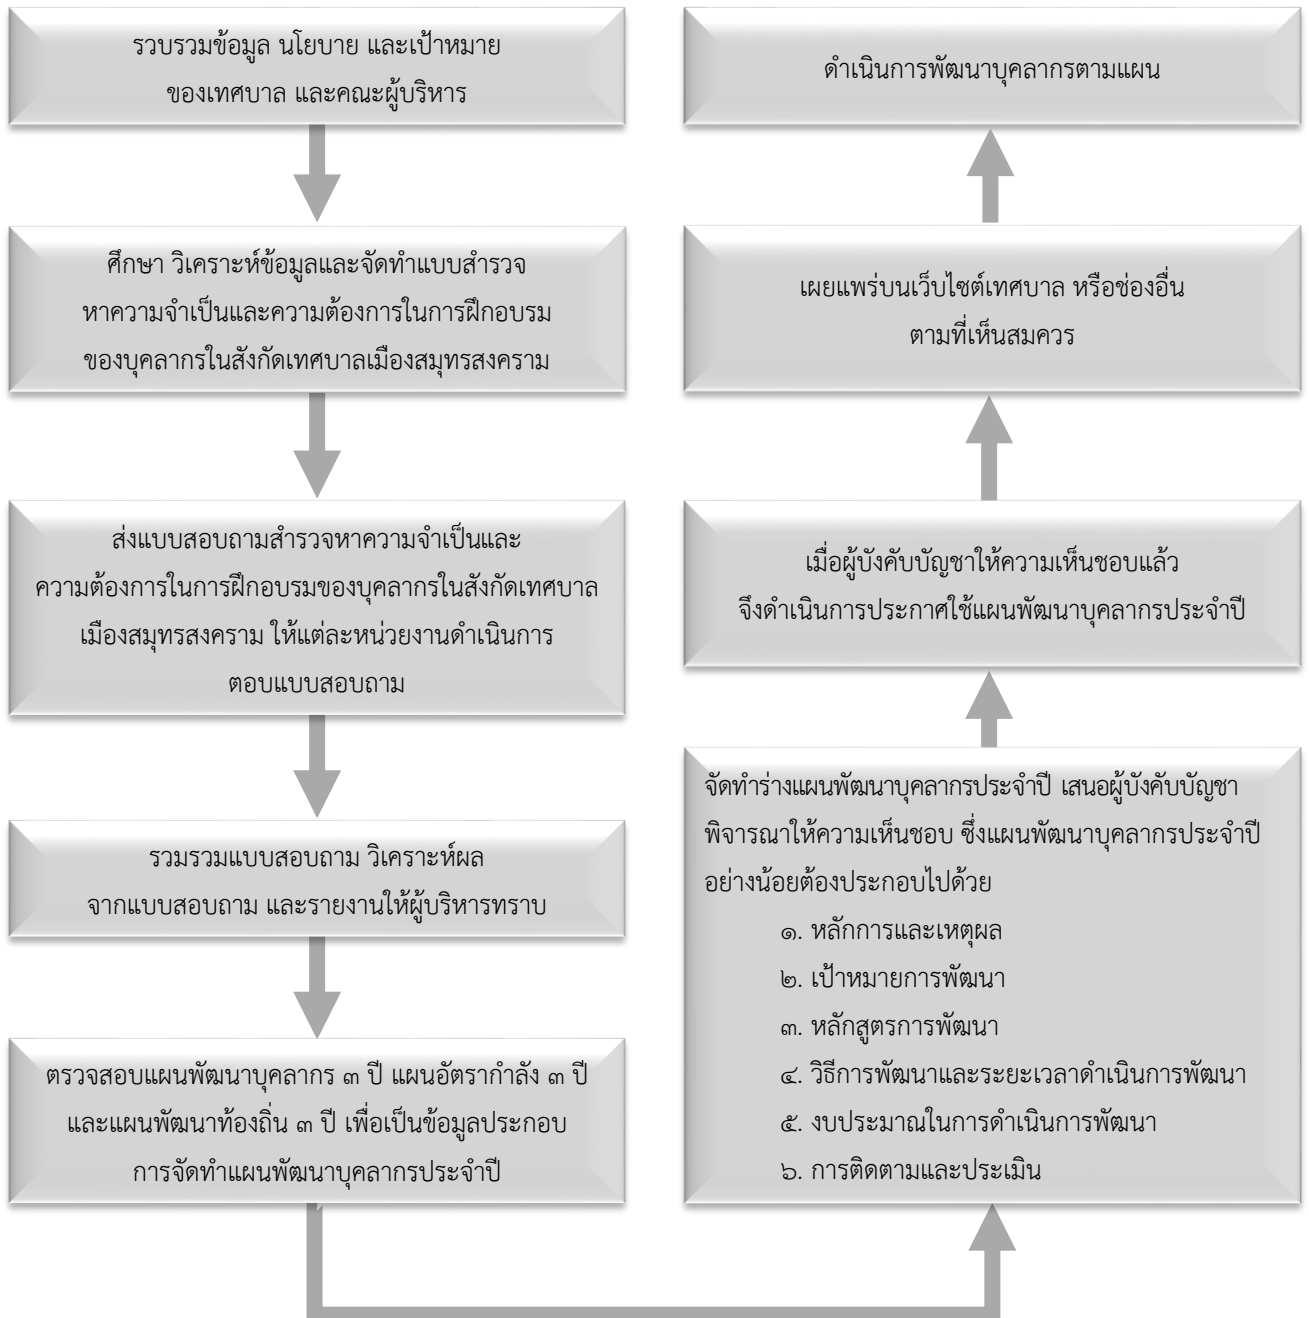 รวบรวมข้อมูล นโยบาย และเป้าหมาย
ของเทศบาล และคณะผู้บริหาร
ศึกษา วิเคราะห์ข้อมูลและจัดทำแบบสำรวจ
หาความจำเป็นและความต้องการในการฝึกอบรม
ของบุคลากรในสังกัดเทศบาลเมืองสมุทรสงคราม
ส่งแบบสอบถามสำรวจหาความจำเป็นและ
ความต้องการในการฝึกอบรมของบุคลากรในสังกัดเทศบาล
เมืองสมุทรสงคราม ให้แต่ละหน่วยงานดำเนินการ
ตอบแบบสอบถาม
รวมรวมแบบสอบถาม วิเคราะห์ผล
จากแบบสอบถาม และรายงานให้ผู้บริหารทราบ
ตรวจสอบแผนพัฒนาบุคลากร ๓ ปี แผนอัตรากำลัง ๓ ปี
และแผนพัฒนาท้องถิ่น ๓ ปี เพื่อเป็นข้อมูลประกอบ
การจัดทำแผนพัฒนาบุคลากรประจำปี
จัดทำร่างแผนพัฒนาบุคลากรประจำปี เสนอผู้บังคับบัญชา
พิจารณาให้ความเห็นชอบ ซึ่งแผนพัฒนาบุคลากรประจำปี
อย่างน้อยต้องประกอบไปด้วย
๑. หลักการและเหตุผล
๒. เป้าหมายการพัฒนา
๓. หลักสูตรการพัฒนา
๔. วิธีการพัฒนาและระยะเวลาดำเนินการพัฒนา
๕. งบประมาณในการดำเนินการพัฒนา
๖. การติดตามและประเมิน
เมื่อผู้บังคับบัญชาให้ความเห็นชอบแล้ว
จึงดำเนินการประกาศใช้แผนพัฒนาบุคลากรประจำปี
เผยแพร่บนเว็บไซต์เทศบาล หรือช่องอื่น
ตามที่เห็นสมควร
ดำเนินการพัฒนาบุคลากรตามแผน